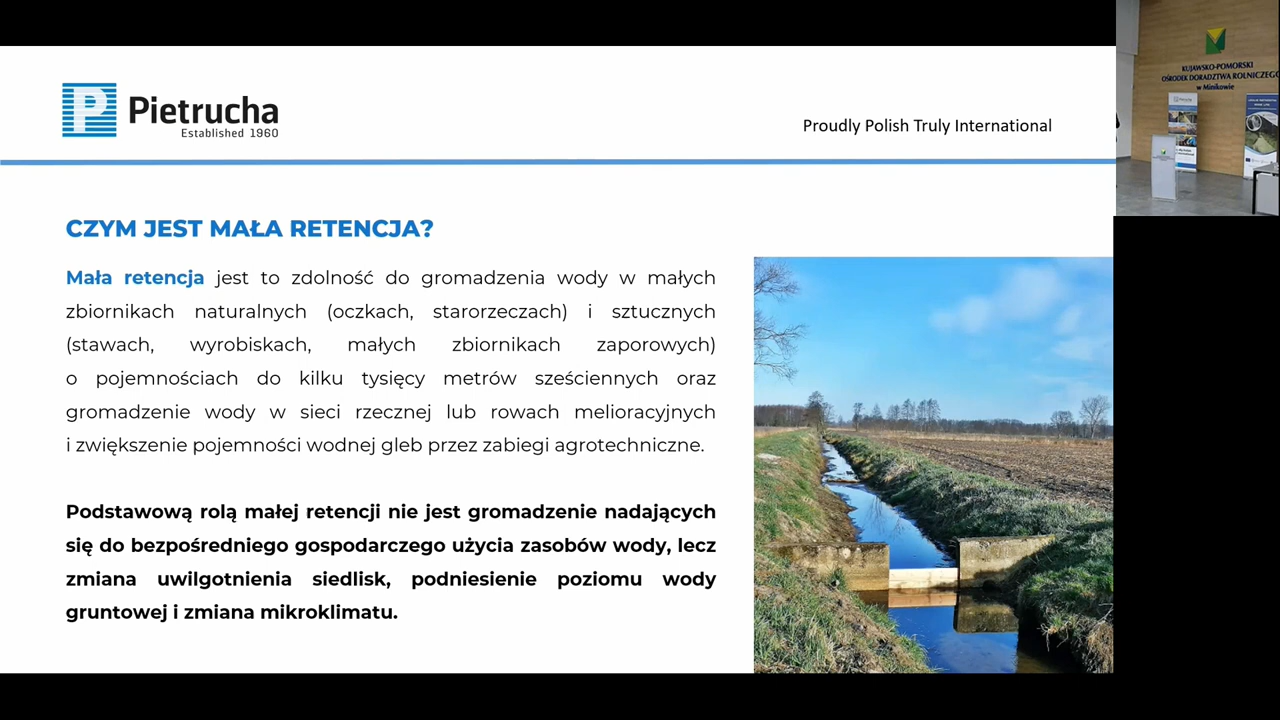 Pietrucha
Established 1960
Proudly Polish Truly International
KUJAWSKO-POMORSKI
OŚRODEK DORADZTWA ROLNICZEGO
w Minikowie
CZYM JEST MAŁA RETENCJA?
Mała retencja jest to zdolność do gromadzenia wody w małych
zbiornikach naturalnych (oczkach, starorzeczach) i sztucznych
(stawach, wyrobiskach, małych zbiornikach zaporowych)
o pojemnościach do kilku tysięcy metrów sześciennych oraz
gromadzenie wody w sieci rzecznej lub rowach melioracyjnych
i zwiększenie pojemności wodnej gleb przez zabiegi agrotechniczne.
Podstawową rolą małej retencji nie jest gromadzenie nadających
się do bezpośredniego gospodarczego użycia zasobów wody, lecz
zmiana uwilgotnienia siedlisk, podniesienie poziomu wody
gruntowej i zmiana mikroklimatu.